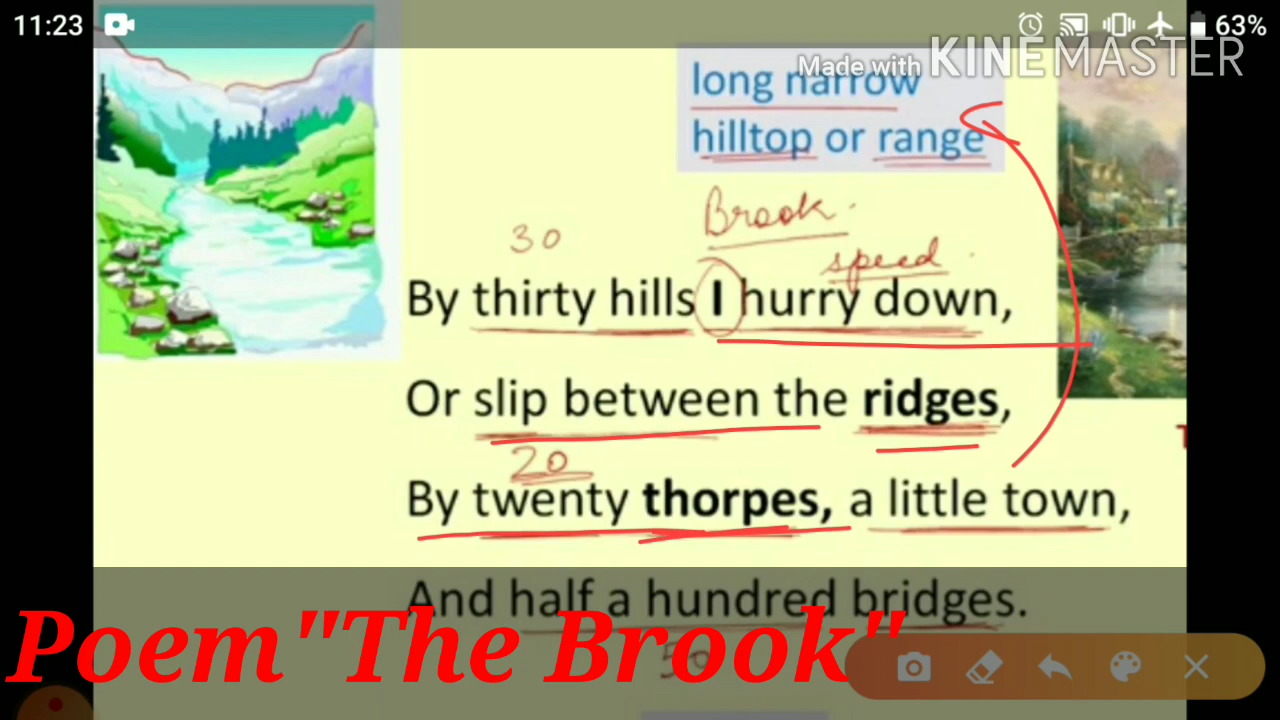 11:23
63%
Made with KINEMASTER
long narrow
hilltop or range
Brook.
30
speed
By thirty hills I hurry down,
Or slip between the ridges,
20
By twenty thorpes, a little town,
And half a hundred bridges.
50
Poem"The Brook"